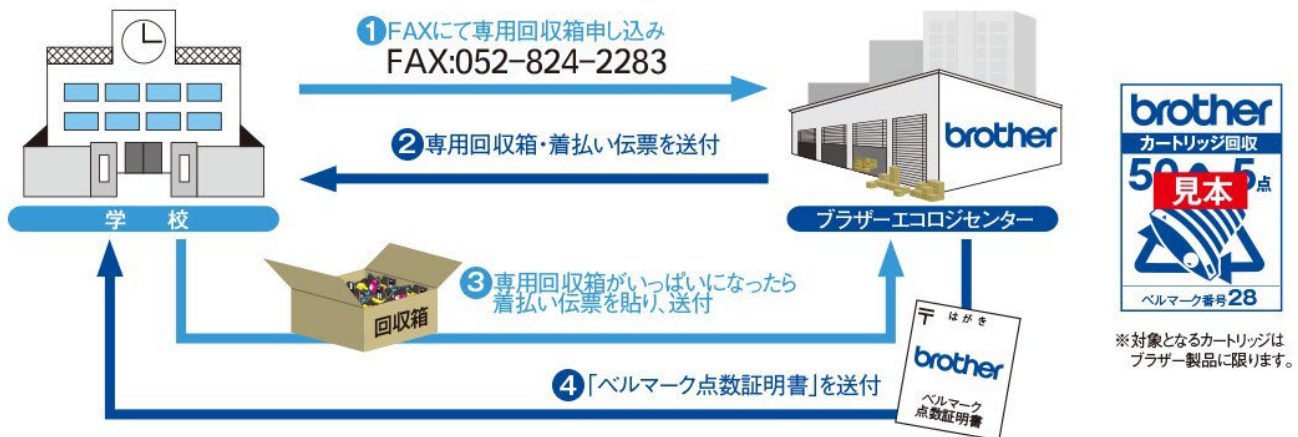 ❶FAXにて専用回収箱申し込み
FAX:052-824-2283
❷専用回収箱・着払い伝票を送付
brother
学校
ブラザーエコロジセンター
❸専用回収箱がいっぱいになったら
着払い伝票を貼り、送付
回収箱
〒 はがき
brother
ベルマーク
点数証明書
❹「ベルマーク点数証明書」を送付
brother
カートリッジ回収
5点
見本
ベルマーク番号28
※対象となるカートリッジは
ブラザー製品に限ります。